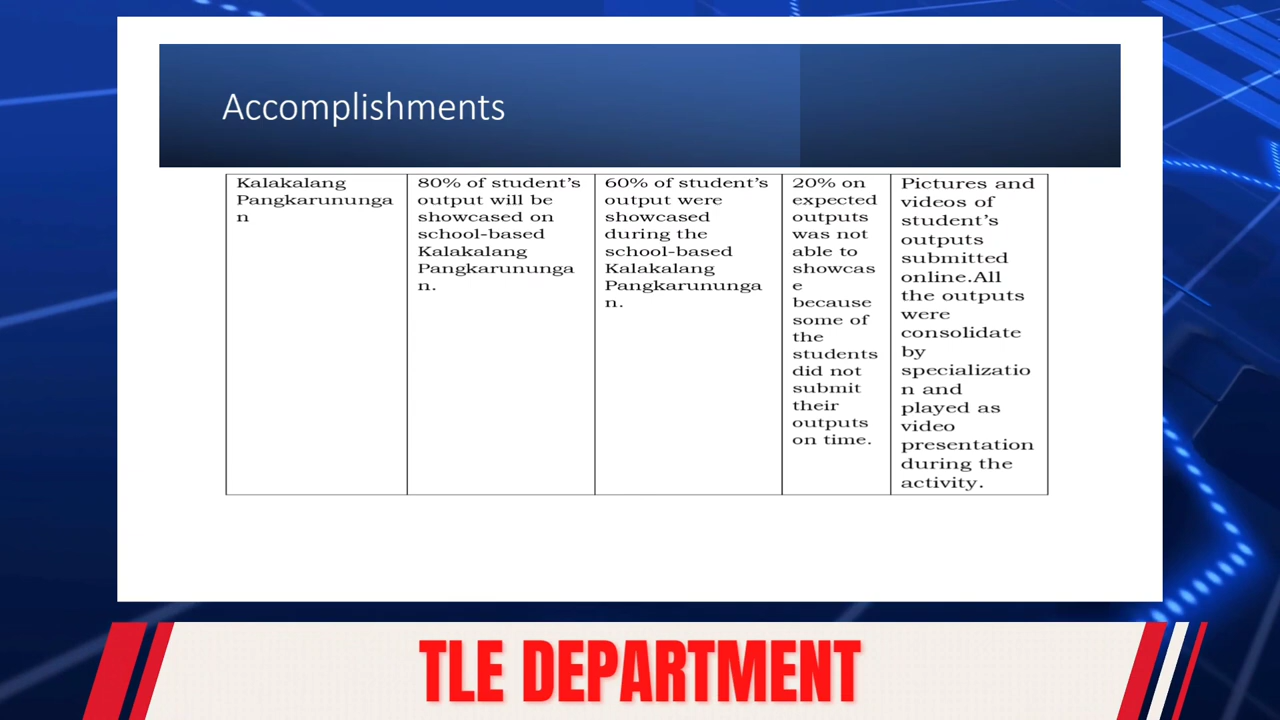 Accomplishments
Kalakalang
Pangkarununga
n
80% of student's
output will be
showcased on
school-based
Kalakalang
Pangkarununga
n.
60% of student's
output were
showcased
during the
school-based
Kalakalang
Pangkarununga
n.
20% on
expected
outputs
was not
able to
showcas
e
because
some of
the
students
did not
submit
their
outputs
on time.
Pictures and
videos of
student's
outputs
submitted
online.All
the outputs
were
consolidate
by
specializatio
n and
played as
video
presentation
during the
activity.
TLE DEPARTMENT